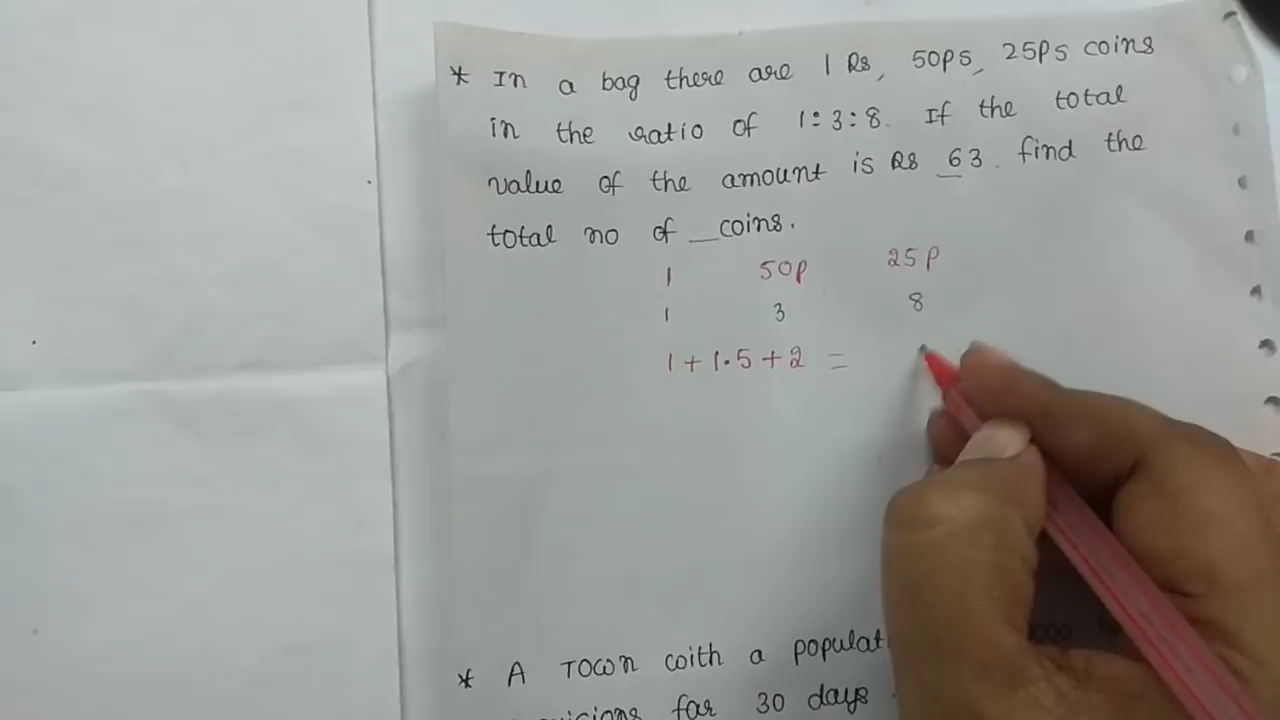 * In a bag there are 1 Rs, 50ps, 25ps coins
in the ratio of 1:3:8. If the total
value of the amount is Rs 63. find the
total no of _coins.
1 50p 25p
1 3 8
1 + 1.5 + 2 =
* A Town with a populat
for 30 days